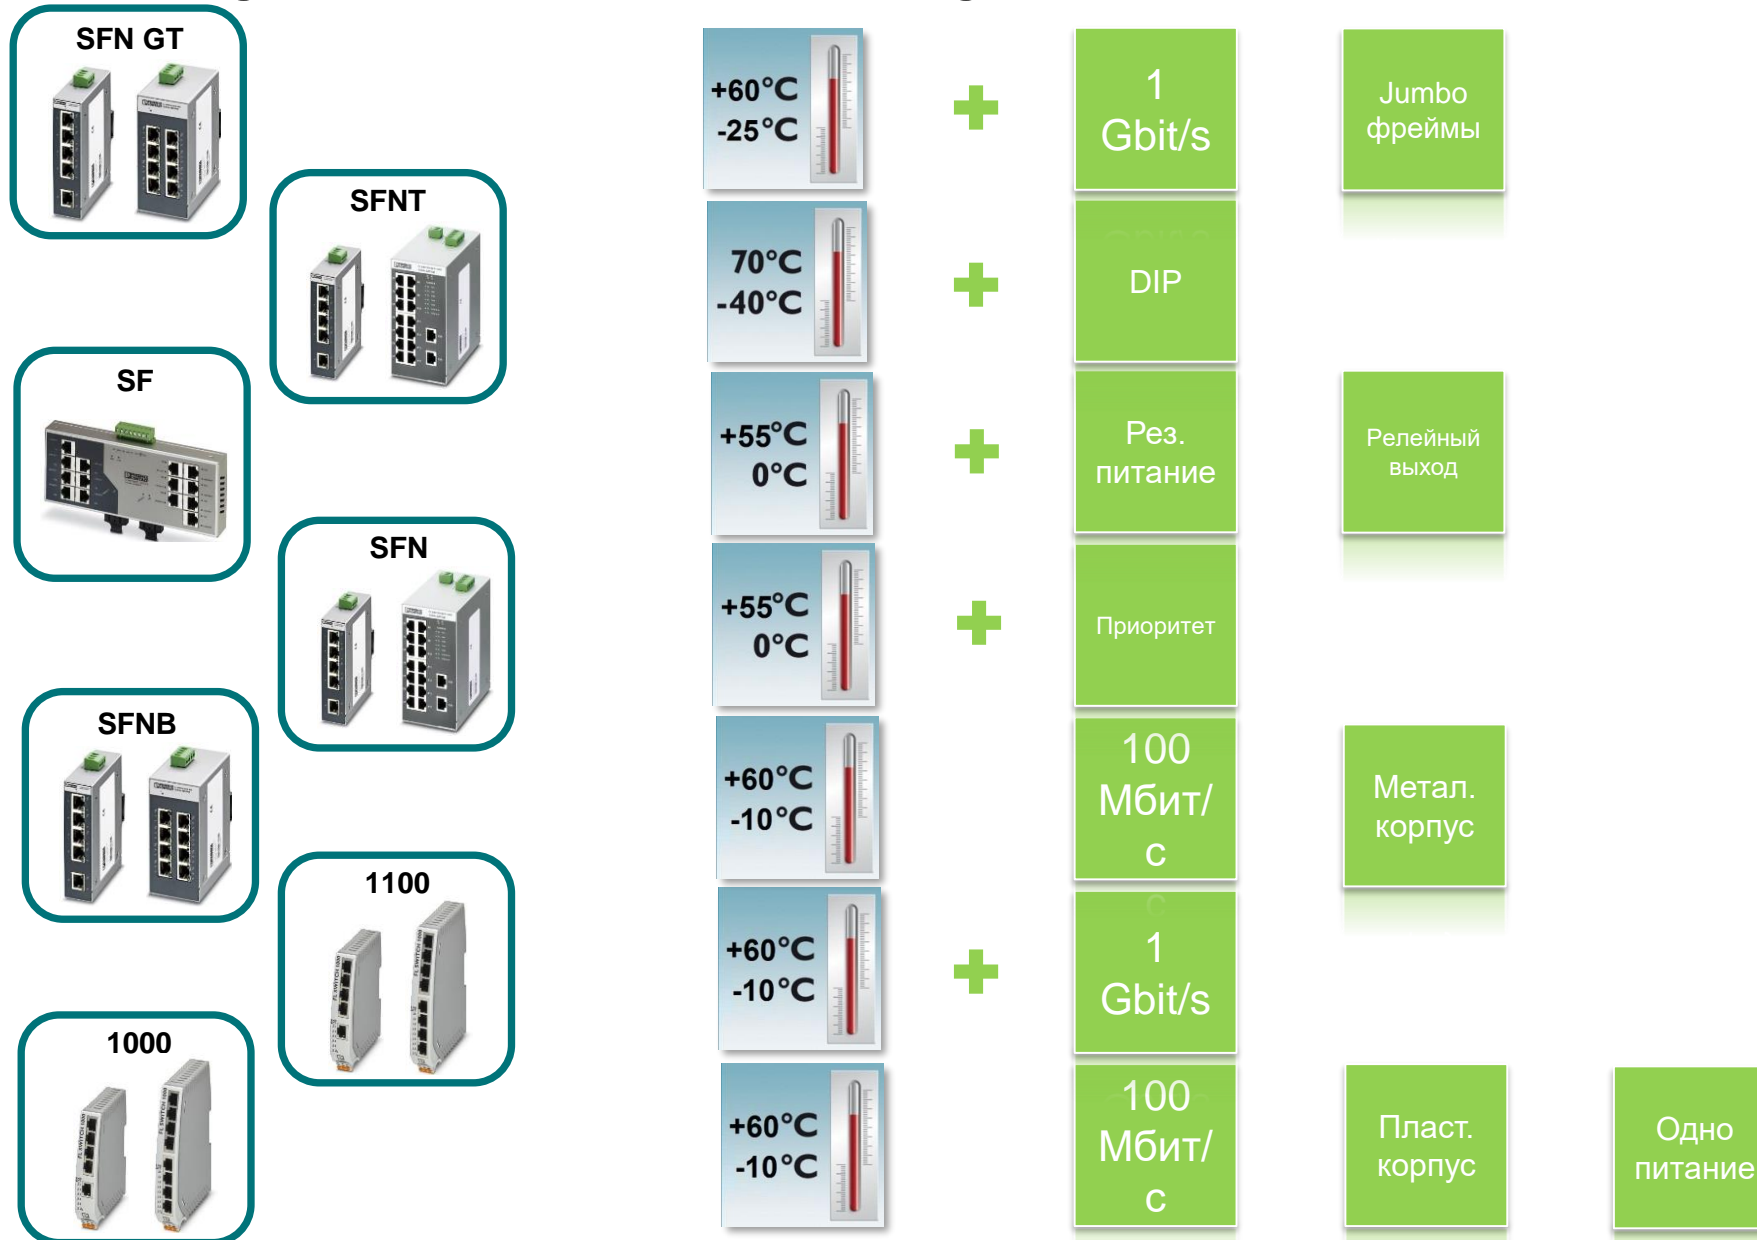 SFN GT
+60°C
-25°C
1
Gbit/s
Jumbo
фреймы
SFNT
70°C
-40°C
DIP
SF
+55°C
0°C
Рез.
питание
Релейный
выход
SFN
+55°C
0°C
Приоритет
SFNB
+60°C
-10°C
100
Мбит/
с
Метал.
корпус
1100
+60°C
-10°C
1
Gbit/s
1000
+60°C
-10°C
100
Мбит/
с
Пласт.
корпус
Одно
питание